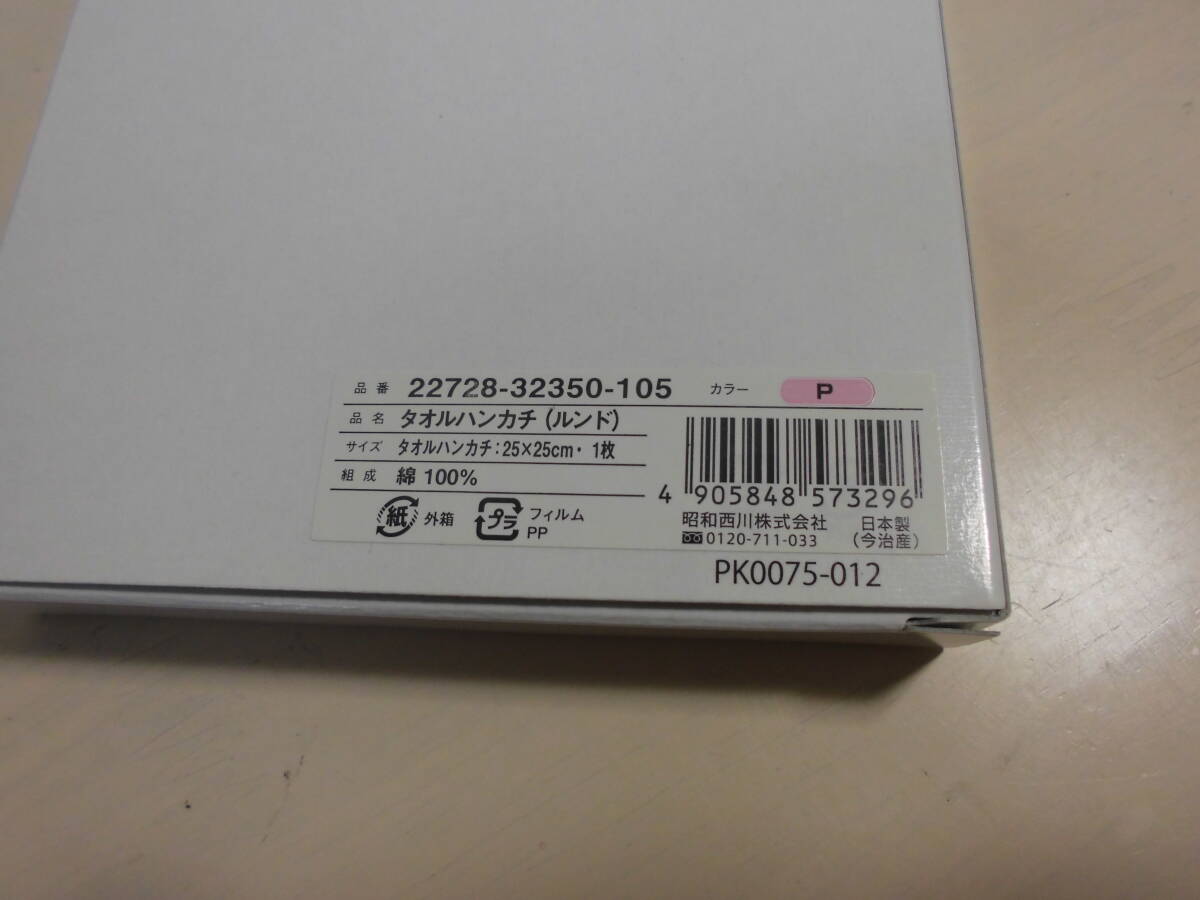 品番 22728-32350-105 カラー P
品名 タオルハンカチ(ルンド)
サイズ タオルハンカチ:25×25cm・1枚
組成 綿100%
4 905848 573296
紙 外箱 プラ フィルム PP
昭和西川株式会社 日本製
0120-711-033 (今治産)
PK0075-012